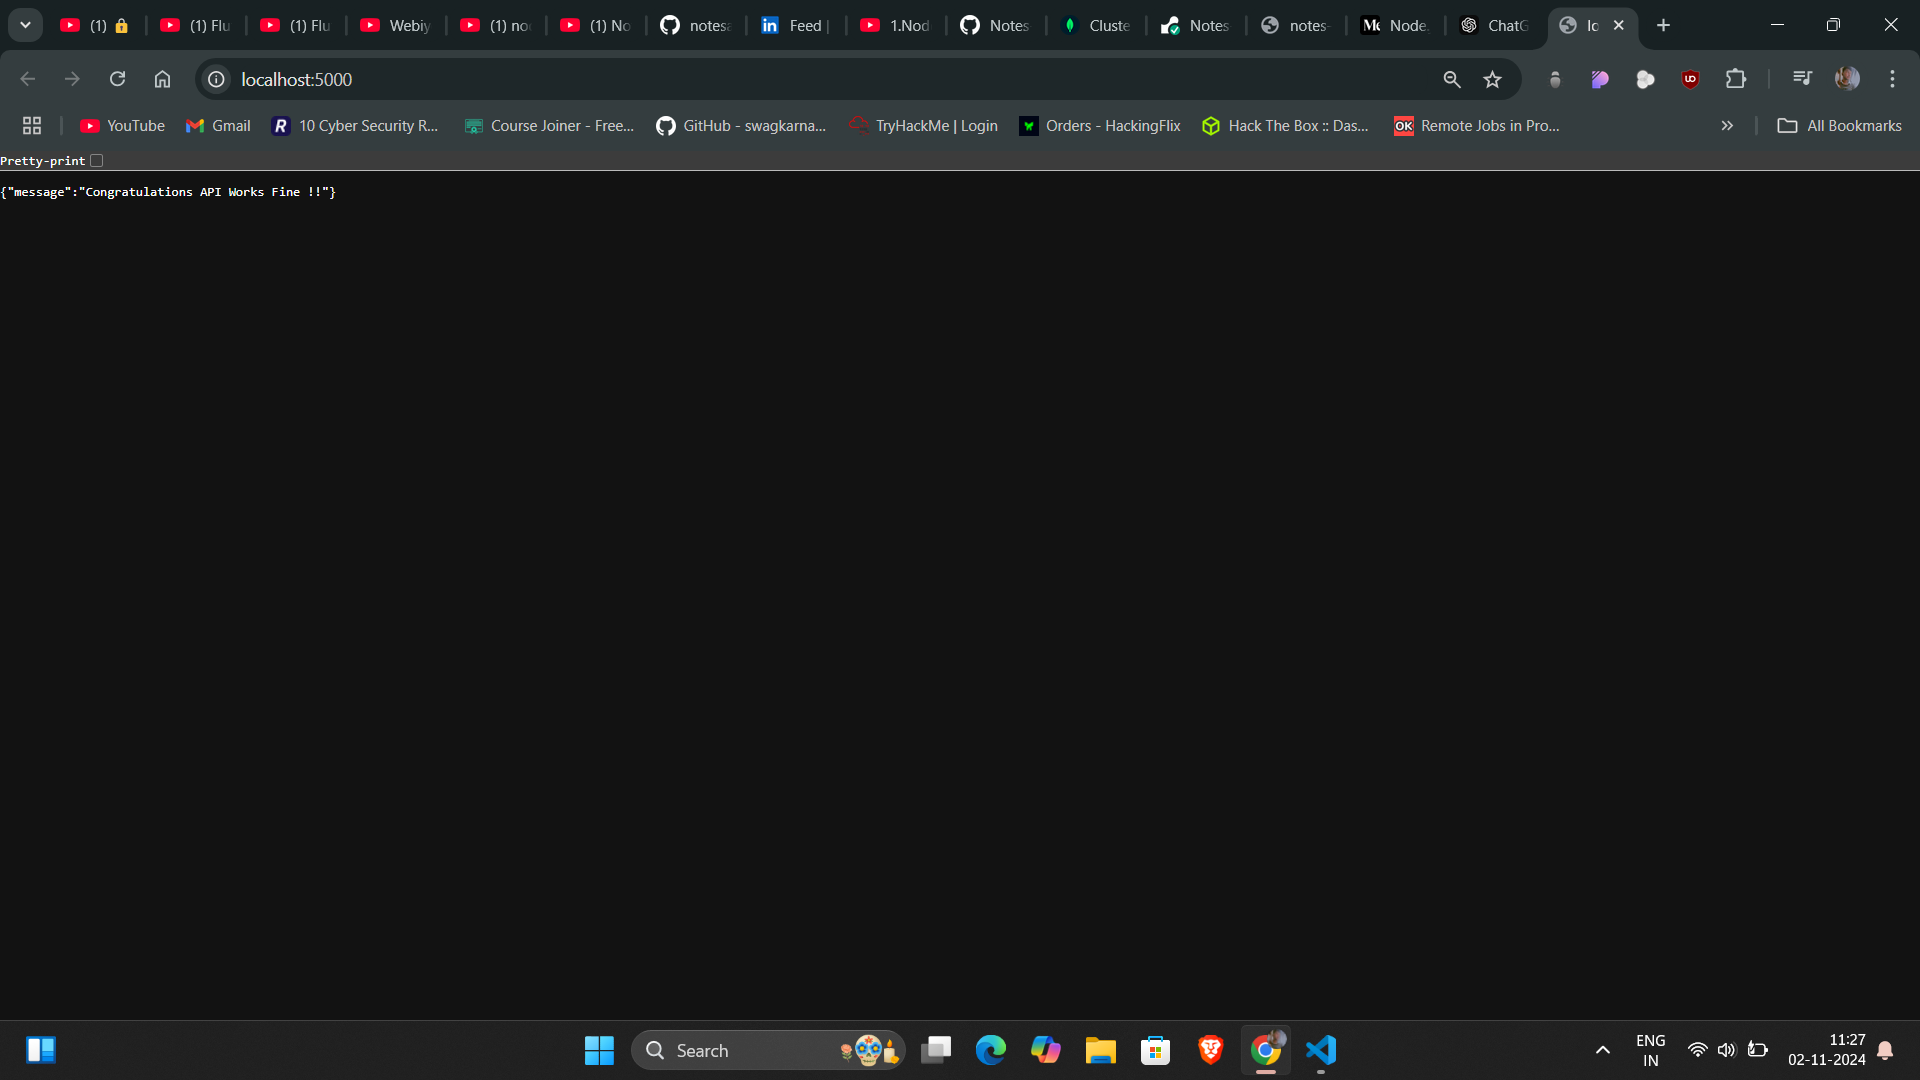 (1) Flu (1) Flu Webiy (1) no (1) No notesa Feed | 1.Nod Notes- Cluste Notes notes- Node. ChatG lo
localhost:5000
YouTube Gmail 10 Cyber Security R... Course Joiner - Free... GitHub - swagkarna... TryHackMe | Login Orders - HackingFlix Hack The Box :: Das... Remote Jobs in Pro... All Bookmarks
Pretty-print
{"message":"Congratulations API Works Fine !!"}
Search
ENG
IN
11:27
02-11-2024